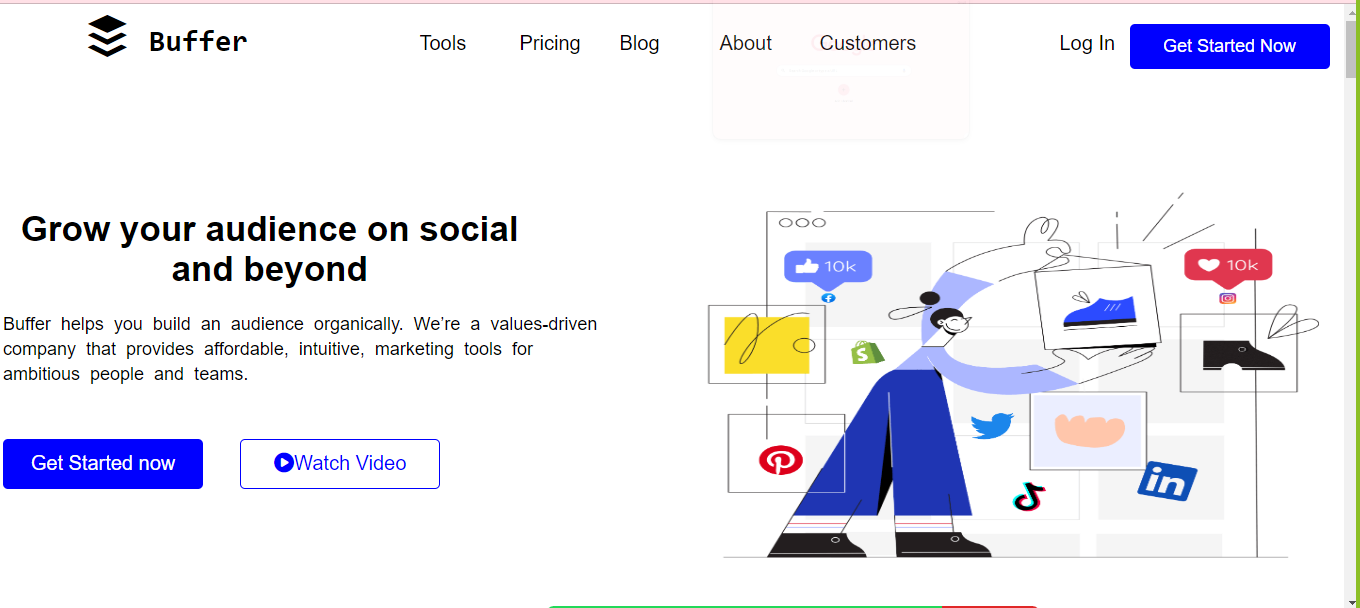 Buffer
Tools Pricing Blog About Customers Log In Get Started Now
Grow your audience on social
and beyond
10k
10k
Buffer helps you build an audience organically. We’re a values-driven
company that provides affordable, intuitive, marketing tools for
ambitious people and teams.
Get Started now
Watch Video
in